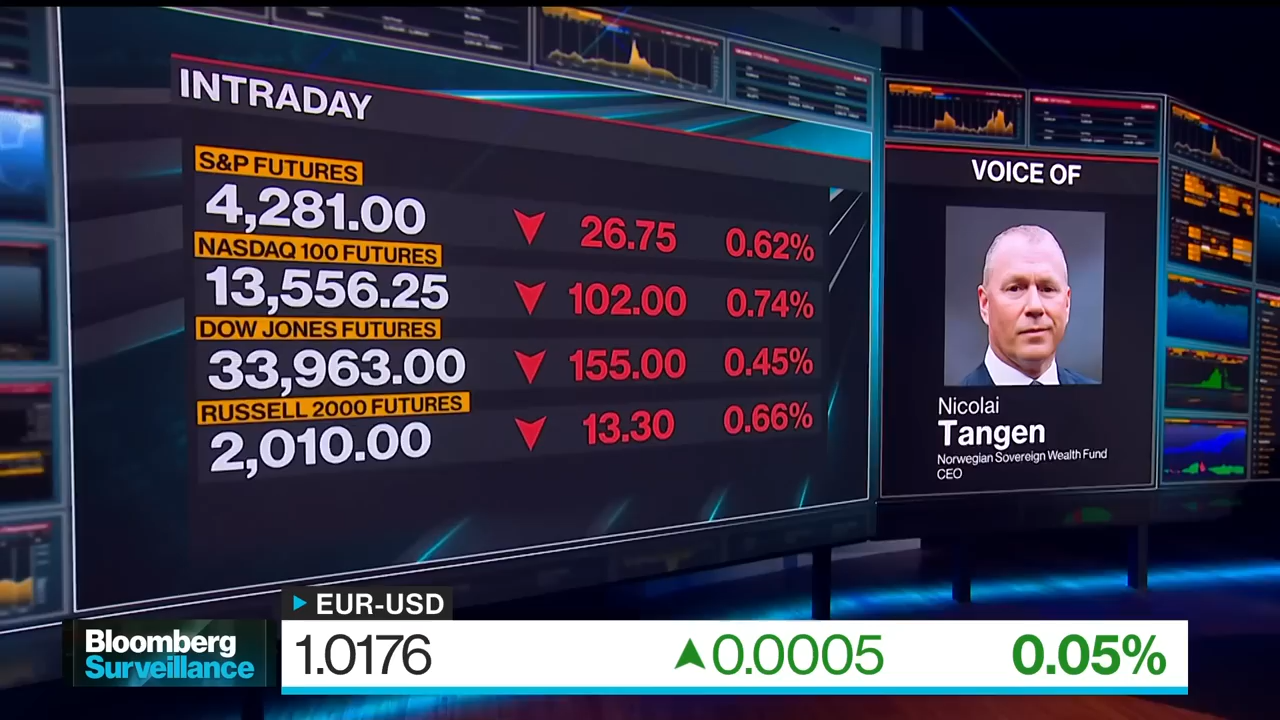 INTRADAY
S&P FUTURES
4,281.00 ▼ 26.75 0.62%
NASDAQ 100 FUTURES
13,556.25 ▼ 102.00 0.74%
DOW JONES FUTURES
33,963.00 ▼ 155.00 0.45%
RUSSELL 2000 FUTURES
2,010.00 ▼ 13.30 0.66%
VOICE OF
Nicolai
Tangen
Norwegian Sovereign Wealth Fund
CEO
EUR-USD
1.0176 ▲ 0.0005 0.05%
Bloomberg
Surveillance